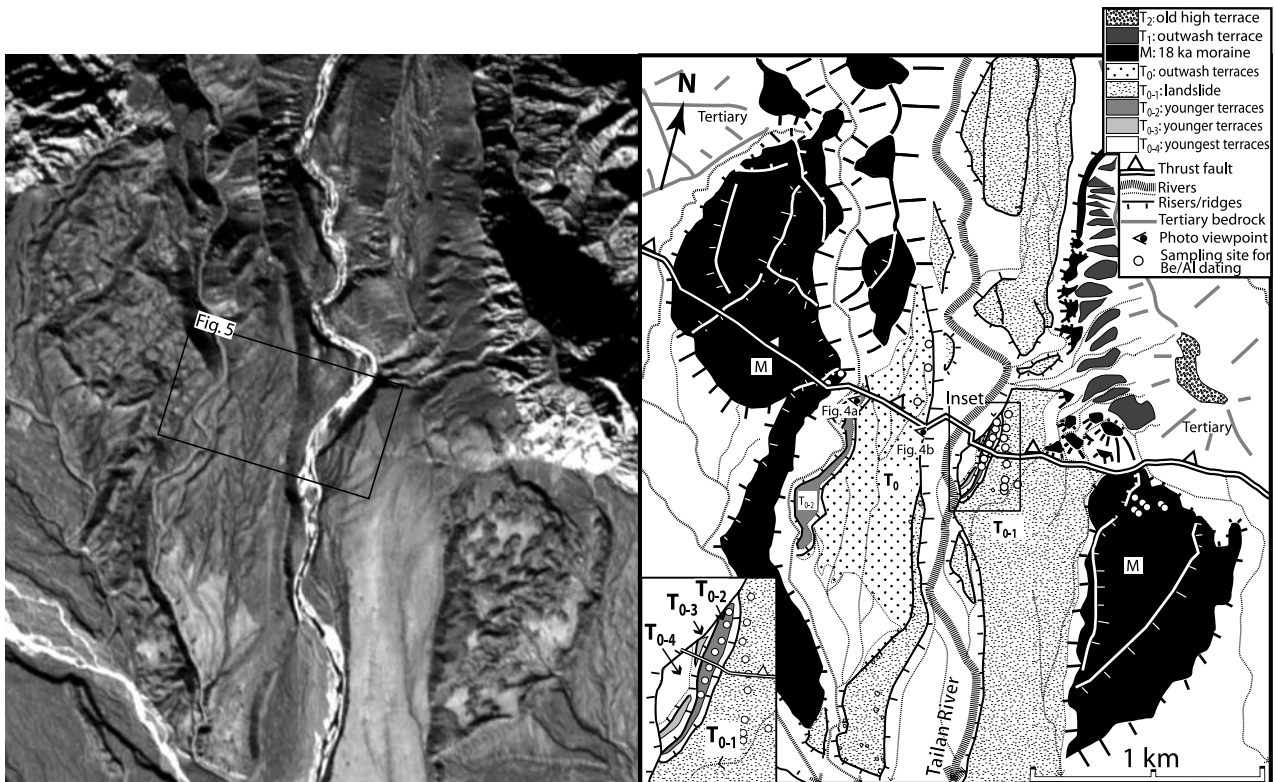 T2: old high terrace
T1: outwash terrace
M: 18 ka moraine
T0: outwash terraces
T0-1: landslide
T0-2: younger terraces
T0-3: younger terraces
T0-4: youngest terraces
Thrust fault
Rivers
Risers/ridges
Tertiary bedrock
Photo viewpoint
Sampling site for
Be/Al dating
N
Tertiary
Fig. 5
M
Inset
Fig. 4a
Tertiary
Fig. 4b
T0
T0-2
T0-1
M
T0-2
T0-3
T0-4
T0-1
Tailan River
1 km